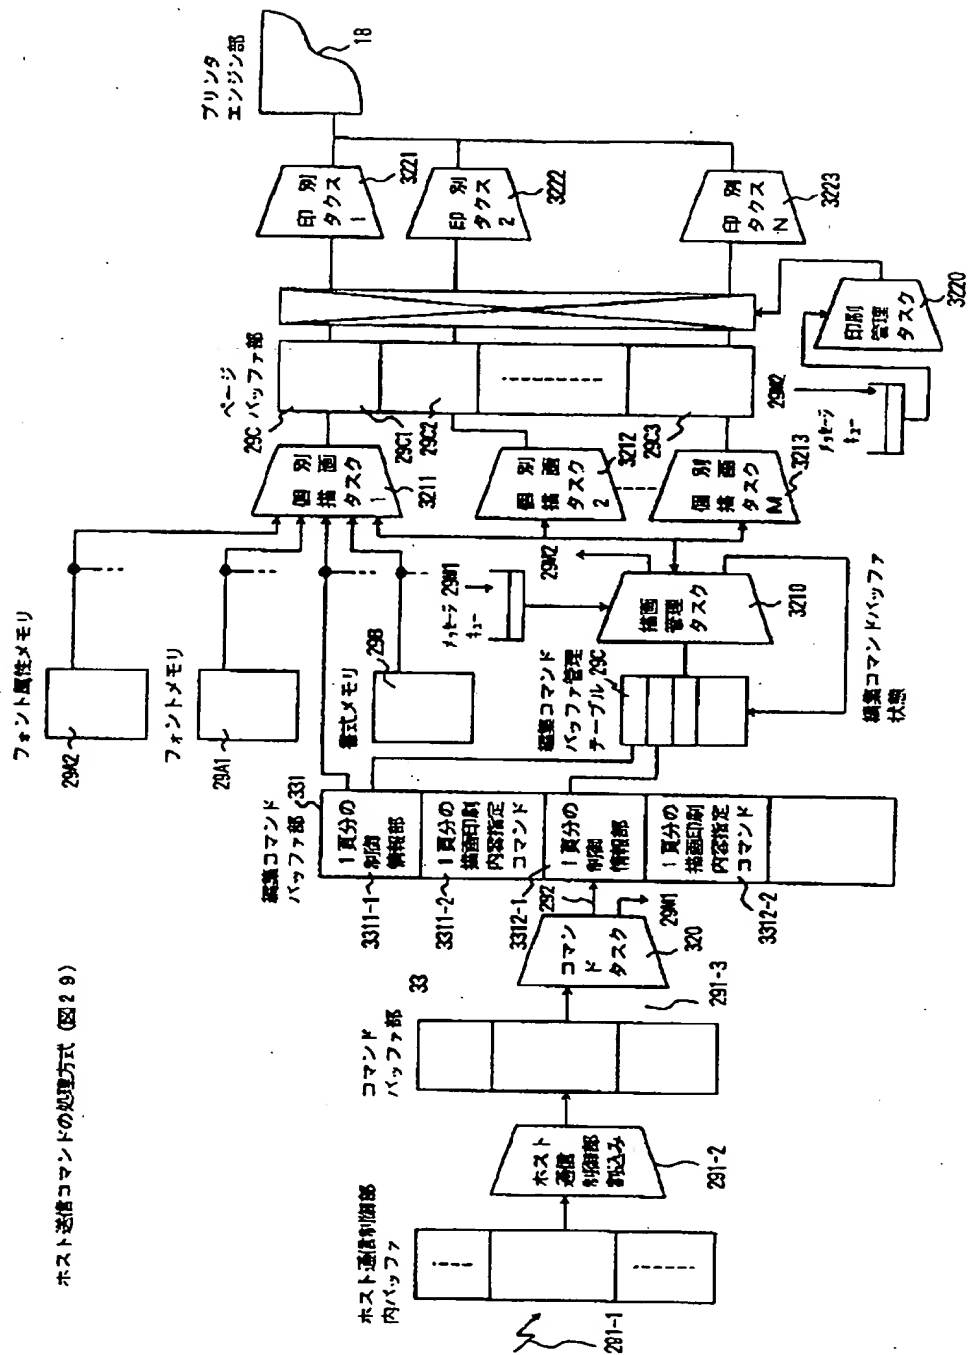 ホスト送信コマンドの処理方式 (図29)
ホスト通信制御部
内バッファ
291-1
ホスト
通信
制御部
割込み
291-2
コマンド
バッファ部
33
291-3
コマン
ド
タスク
320
292
29M1
編集コマンド
バッファ部 331
1頁分の
制御
情報部
3311-1
1頁分の
描画印刷
内容指定
コマンド
3311-2
1頁分の
制御
情報部
3312-1
1頁分の
描画印刷
内容指定
コマンド
3312-2
フォント属性メモリ
29A2
フォントメモリ
29A1
書式メモリ
29B
編集コマンド
バッファ管理
テーブル 29C
編集コマンドバッファ
状態
メッセージ
キュー
29M1
描画
管理
タスク
3210
29M2
個別
描画
タスク
1
3211
個別
描画
タスク
2
3212
個別
描画
タスク
M
3213
ページ
バッファ部
29C
29C1
29C2
29C3
メッセージ
キュー
29M2
印刷
管理
タスク
3220
印別
タクス
1
3221
印別
タクス
2
3222
印別
タクス
N
3223
プリンタ
エンジン部
18